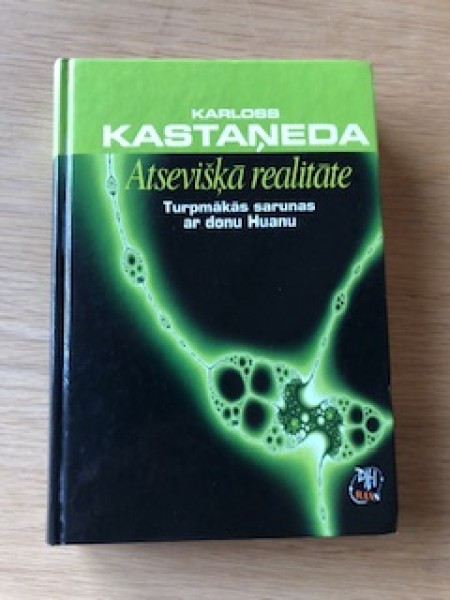 KARLOSS
KASTAŅEDA
Atsevišķā realitāte
Turpmākās sarunas
ar donu Huanu